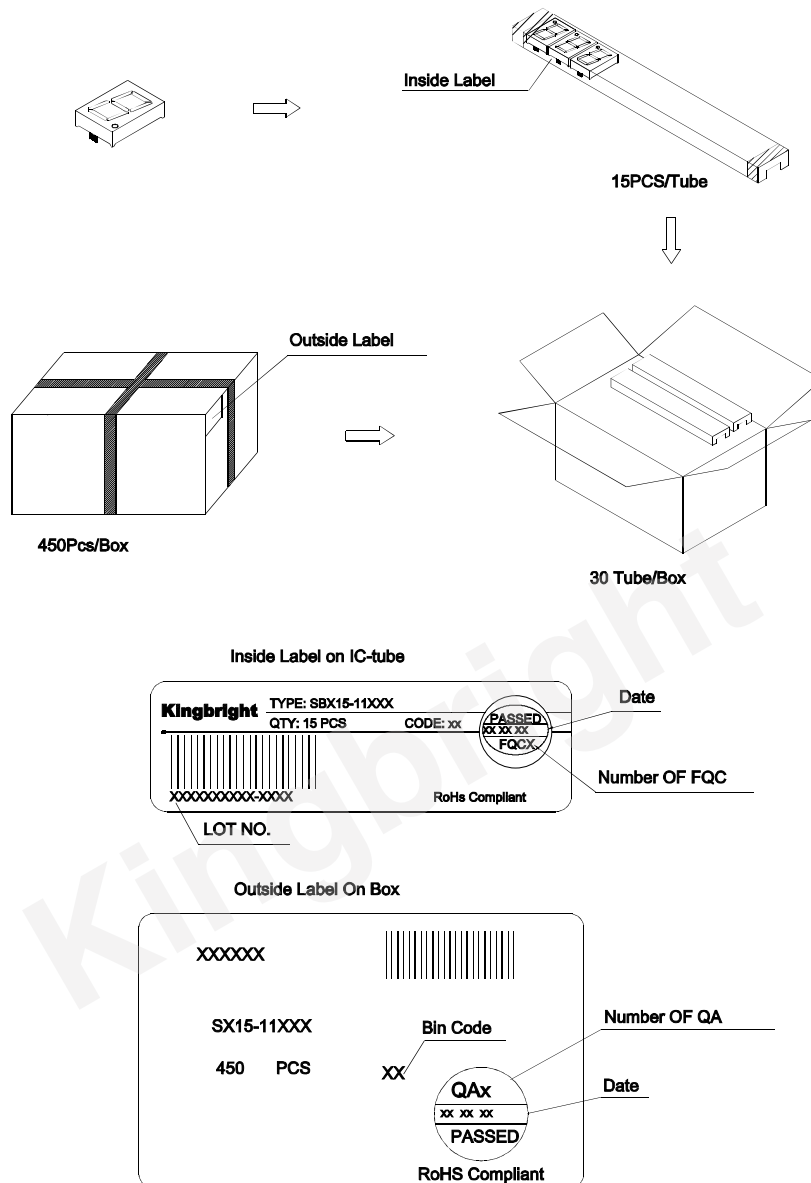 Inside Label
15PCS/Tube
Outside Label
450Pcs/Box
30 Tube/Box
Inside Label on IC-tube
Kingbright
TYPE: SBX15-11XXX
QTY: 15 PCS CODE: xx
PASSED
XX XX XX
FQCX
Date
Number OF FQC
XXXXXXXXXX-XXXX
RoHs Compliant
LOT NO.
Outside Label On Box
XXXXXX
SX15-11XXX
450 PCS
Bin Code
XX
Number OF QA
QAx
xx xx xx
PASSED
Date
RoHS Compliant
Kingbright